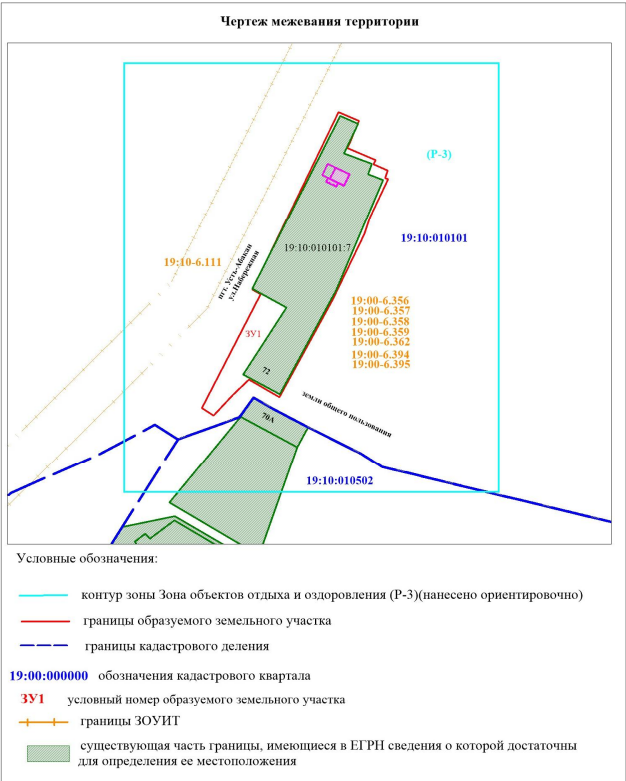 Чертеж межевания территории
(Р-3)
19:10:010101
19:10:010101:7
19:10-6.111
пгт. Усть-Абакан
ул.Набережная
19:00-6.356
19:00-6.357
19:00-6.358
19:00-6.359
19:00-6.362
19:00-6.394
19:00-6.395
ЗУ1
72
земли общего пользования
70А
19:10:010502
Условные обозначения:
контур зоны Зона объектов отдыха и оздоровления (Р-3)(нанесено ориентировочно)
границы образуемого земельного участка
границы кадастрового деления
19:00:000000 обозначения кадастрового квартала
ЗУ1 условный номер образуемого земельного участка
границы ЗОУИТ
существующая часть границы, имеющиеся в ЕГРН сведения о которой достаточны
для определения ее местоположения